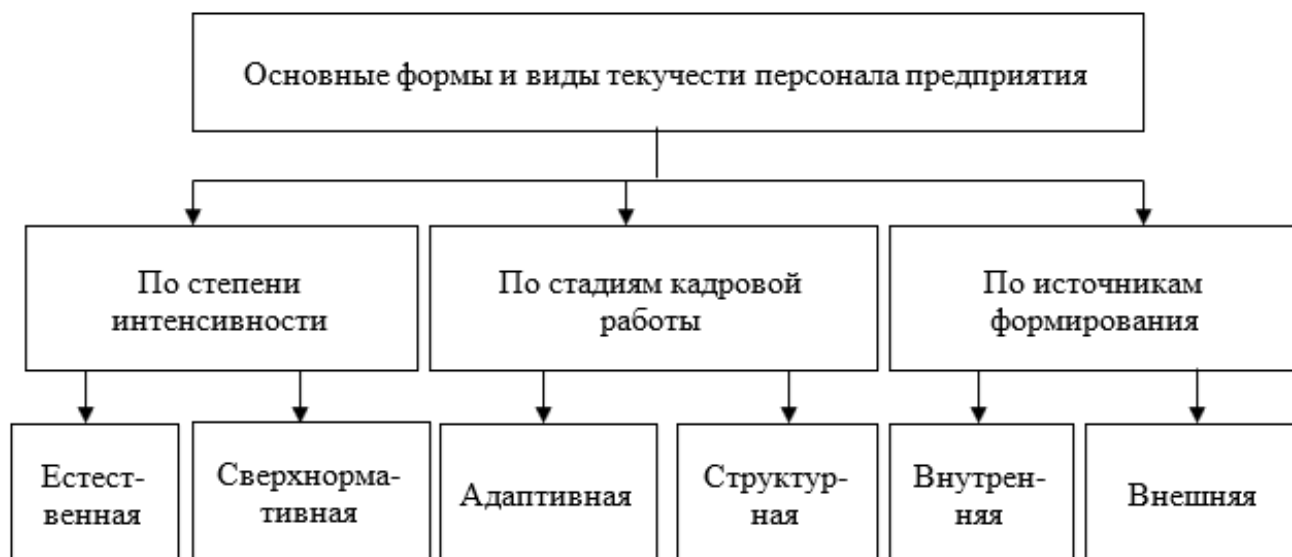 Основные формы и виды текучести персонала предприятия
По степени
интенсивности
По стадиям кадровой
работы
По источникам
формирования
Естест-
венная
Сверхнорма-
тивная
Адаптивная
Структур-
ная
Внутрен-
няя
Внешняя